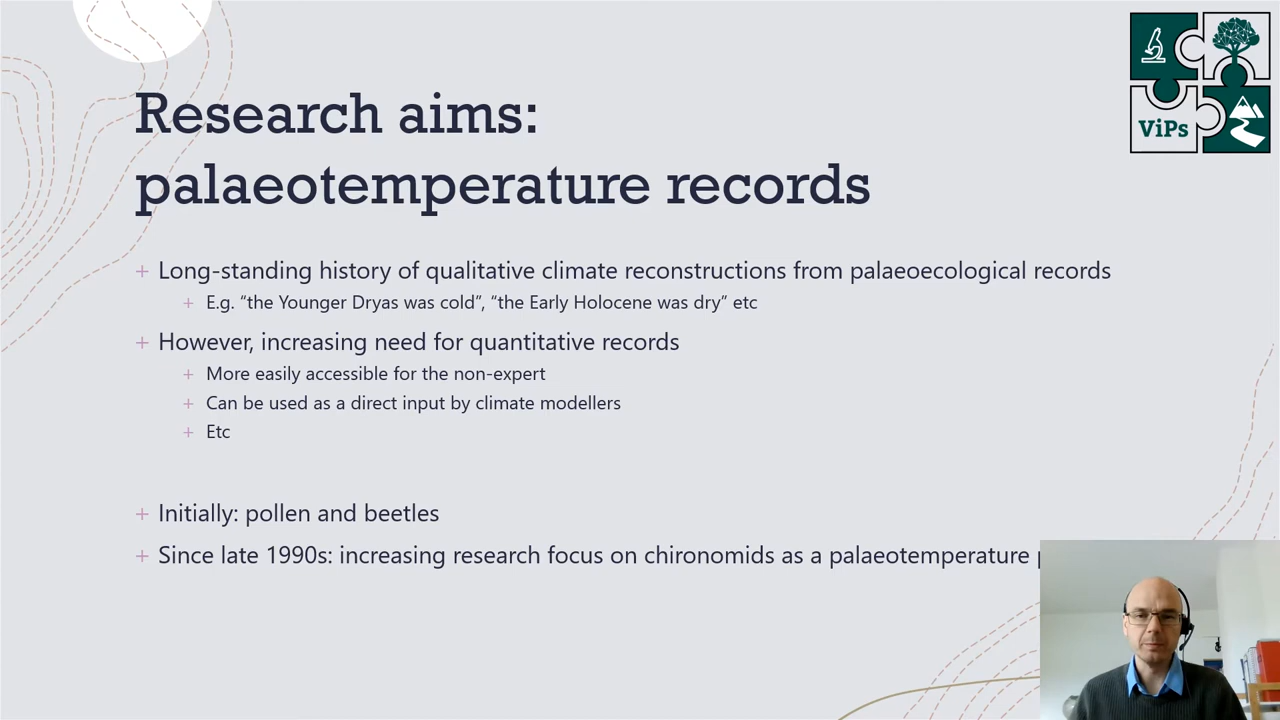 ViPs
Research aims:
palaeotemperature records
+ Long-standing history of qualitative climate reconstructions from palaeoecological records
+ E.g. “the Younger Dryas was cold”, “the Early Holocene was dry” etc
+ However, increasing need for quantitative records
+ More easily accessible for the non-expert
+ Can be used as a direct input by climate modellers
+ Etc
+ Initially: pollen and beetles
+ Since late 1990s: increasing research focus on chironomids as a palaeotemperature